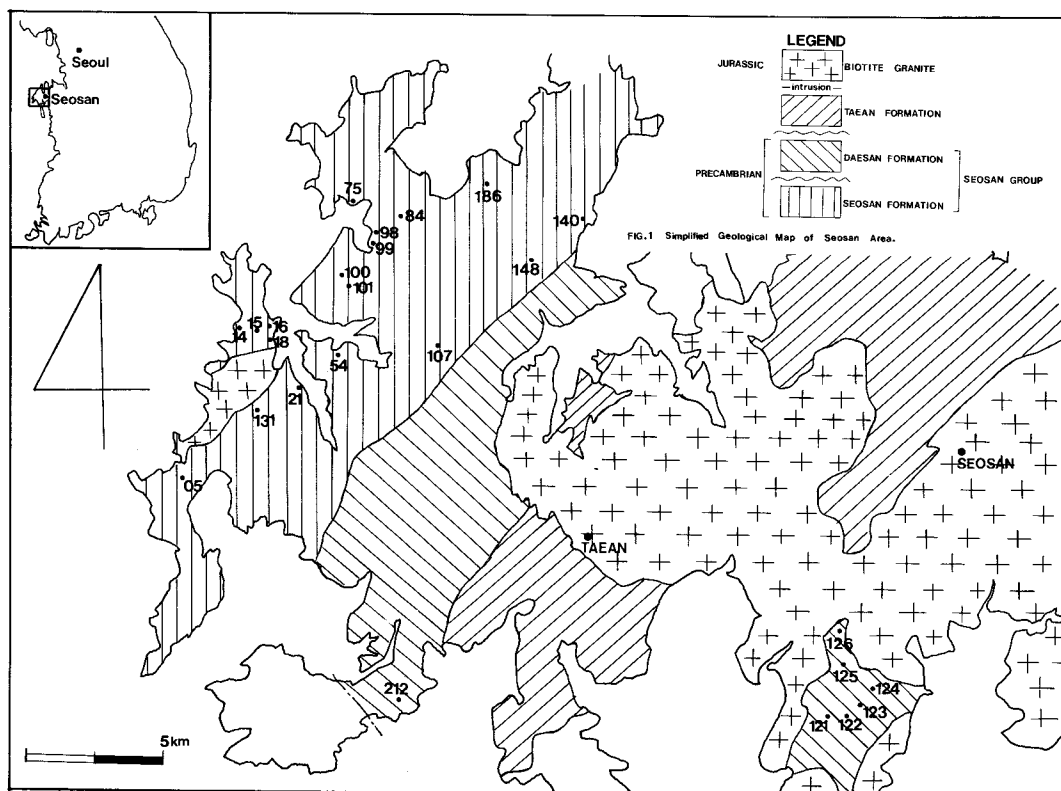 Seoul
Seosan
LEGEND
JURASSIC
BIOTITE GRANITE
intrusion
TAEAN FORMATION
PRECAMBRIAN
DAESAN FORMATION
SEOSAN GROUP
SEOSAN FORMATION
FIG.1 Simplified Geological Map of Seosan Area.
75
186
84
140
98
99
148
100
101
15
16
14
18
107
54
21
131
SEOSAN
05
TAEAN
126
125
212
124
123
121
122
5km